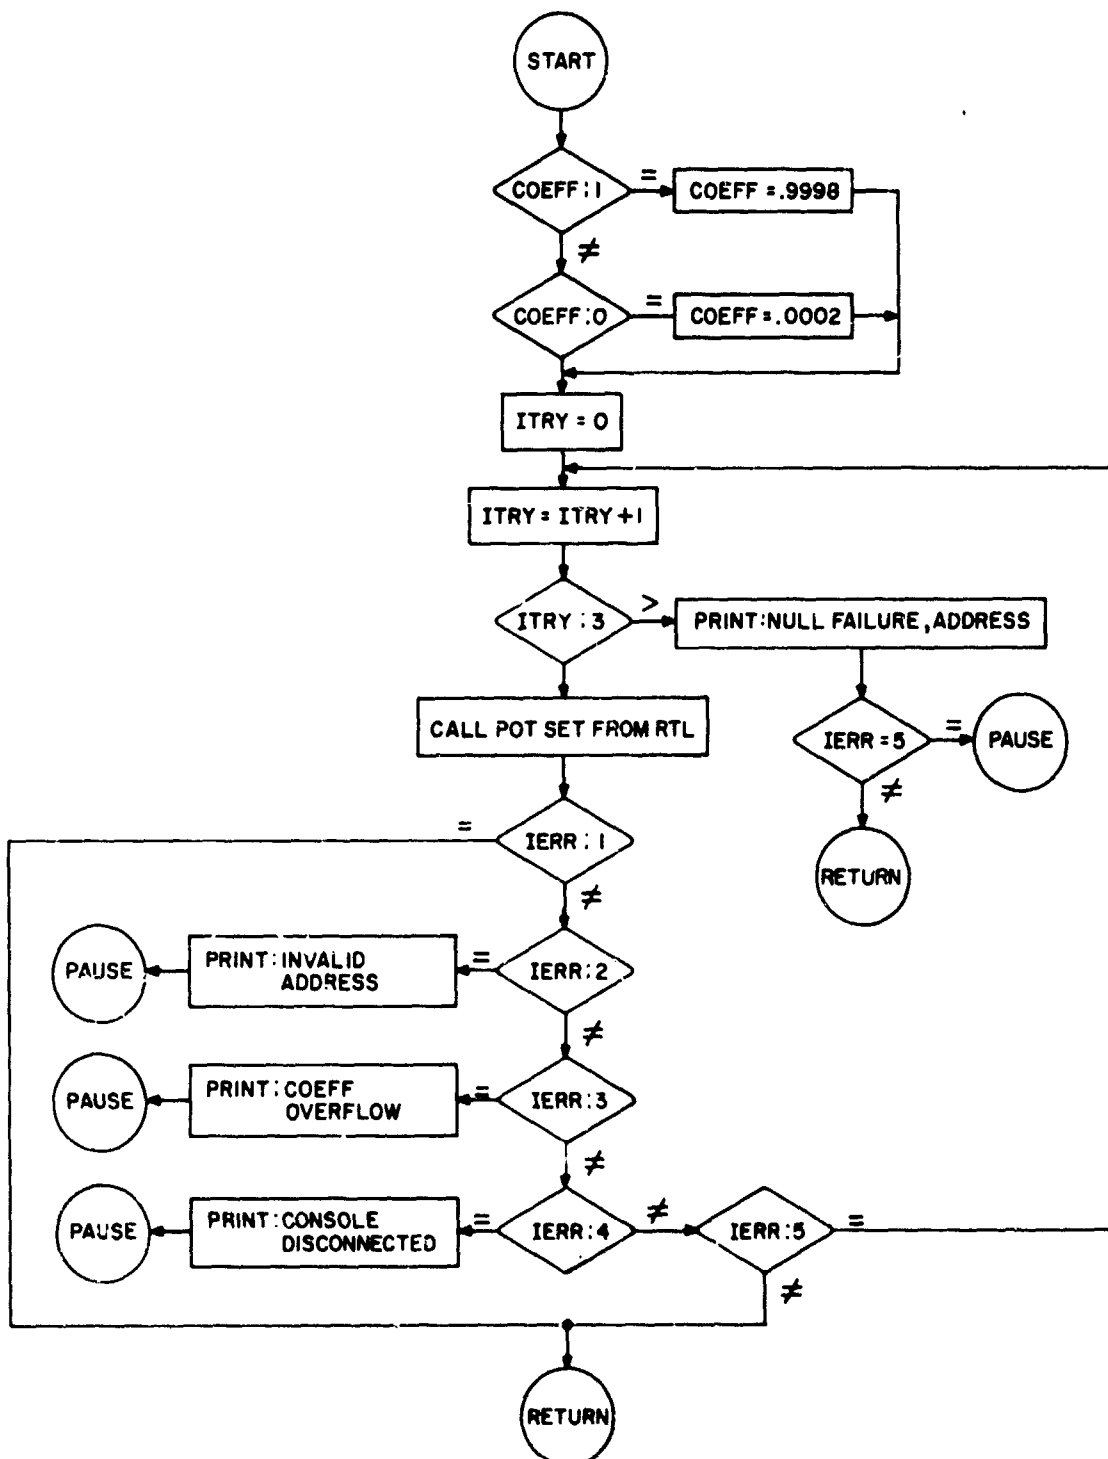 START
COEFF:1
=
COEFF=.9998
≠
COEFF:0
=
COEFF=.0002
ITRY=0
ITRY=ITRY+1
ITRY:3
>
PRINT:NULL FAILURE,ADDRESS
CALL POT SET FROM RTL
IERR=5
=
PAUSE
≠
RETURN
=
IERR:1
≠
PAUSE
PRINT:INVALID
ADDRESS
=
IERR:2
≠
PAUSE
PRINT:COEFF
OVERFLOW
=
IERR:3
≠
PAUSE
PRINT:CONSOLE
DISCONNECTED
=
IERR:4
≠
IERR:5
=
≠
RETURN